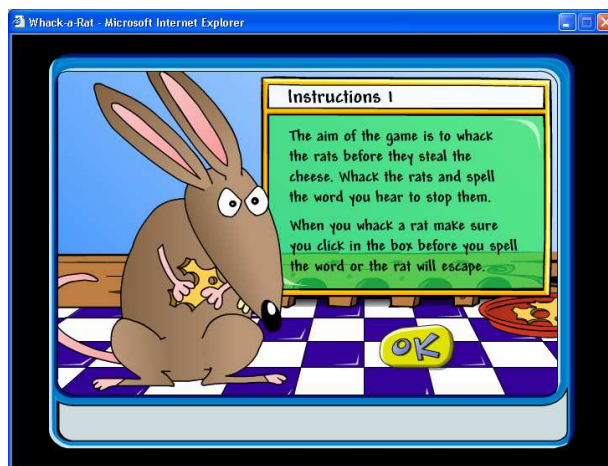 Whack-a-Rat - Microsoft Internet Explorer
Instructions 1
The aim of the game is to whack
the rats before they steal the
cheese. Whack the rats and spell
the word you hear to stop them.
When you whack a rat make sure
you click in the box before you spell
the word or the rat will escape.
OK